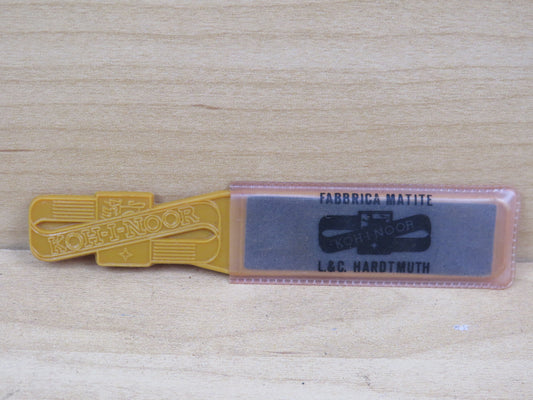 KOH-I-NOOR
FABBRICA MATITE
KOH-I-NOOR
L.&C. HARDTMUTH